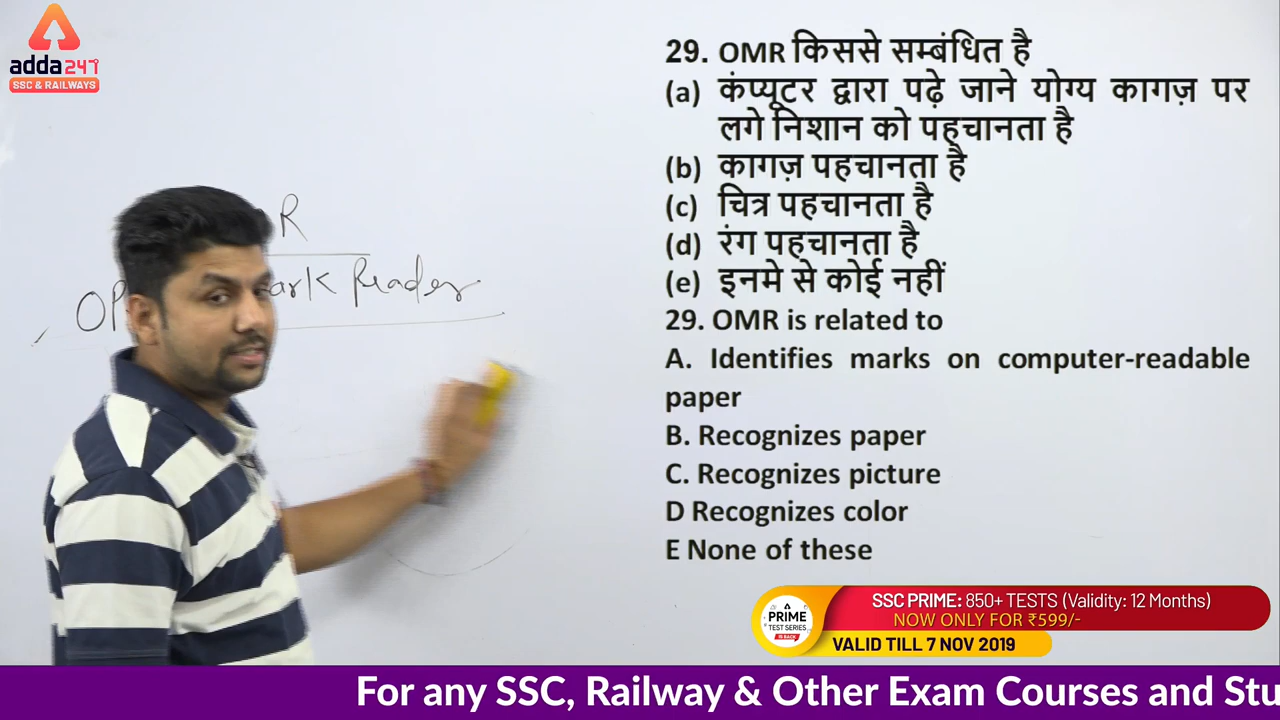 adda247
SSC & RAILWAYS
R
OP ark Reader
29. OMR किससे सम्बंधित है
(a) कंप्यूटर द्वारा पढ़े जाने योग्य कागज़ पर
लगे निशान को पहचानता है
(b) कागज़ पहचानता है
(c) चित्र पहचानता है
(d) रंग पहचानता है
(e) इनमे से कोई नहीं
29. OMR is related to
A. Identifies marks on computer-readable
paper
B. Recognizes paper
C. Recognizes picture
D Recognizes color
E None of these
PRIME
TEST SERIES
SSC PRIME: 850+ TESTS (Validity: 12 Months)
NOW ONLY FOR ₹599/-
VALID TILL 7 NOV 2019
For any SSC, Railway & Other Exam Courses and Stu